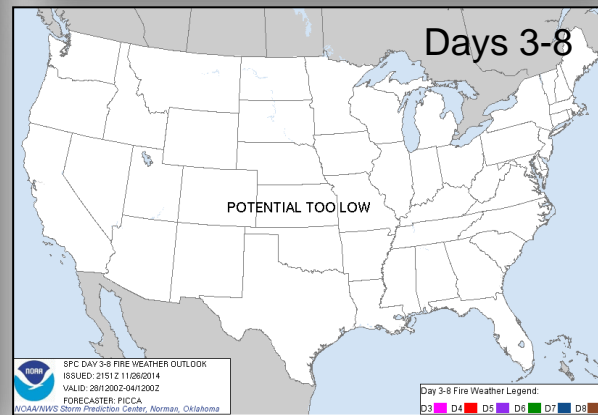 Days 3-8
POTENTIAL TOO LOW
NOAA
SPC DAY 3-8 FIRE WEATHER OUTLOOK
ISSUED: 2151Z 11/26/2014
VALID: 28/1200Z-04/1200Z
FORECASTER: PICCA
NOAA/NWS Storm Prediction Center, Norman, Oklahoma
Day 3-8 Fire Weather Legend:
D3 D4 D5 D6 D7 D8